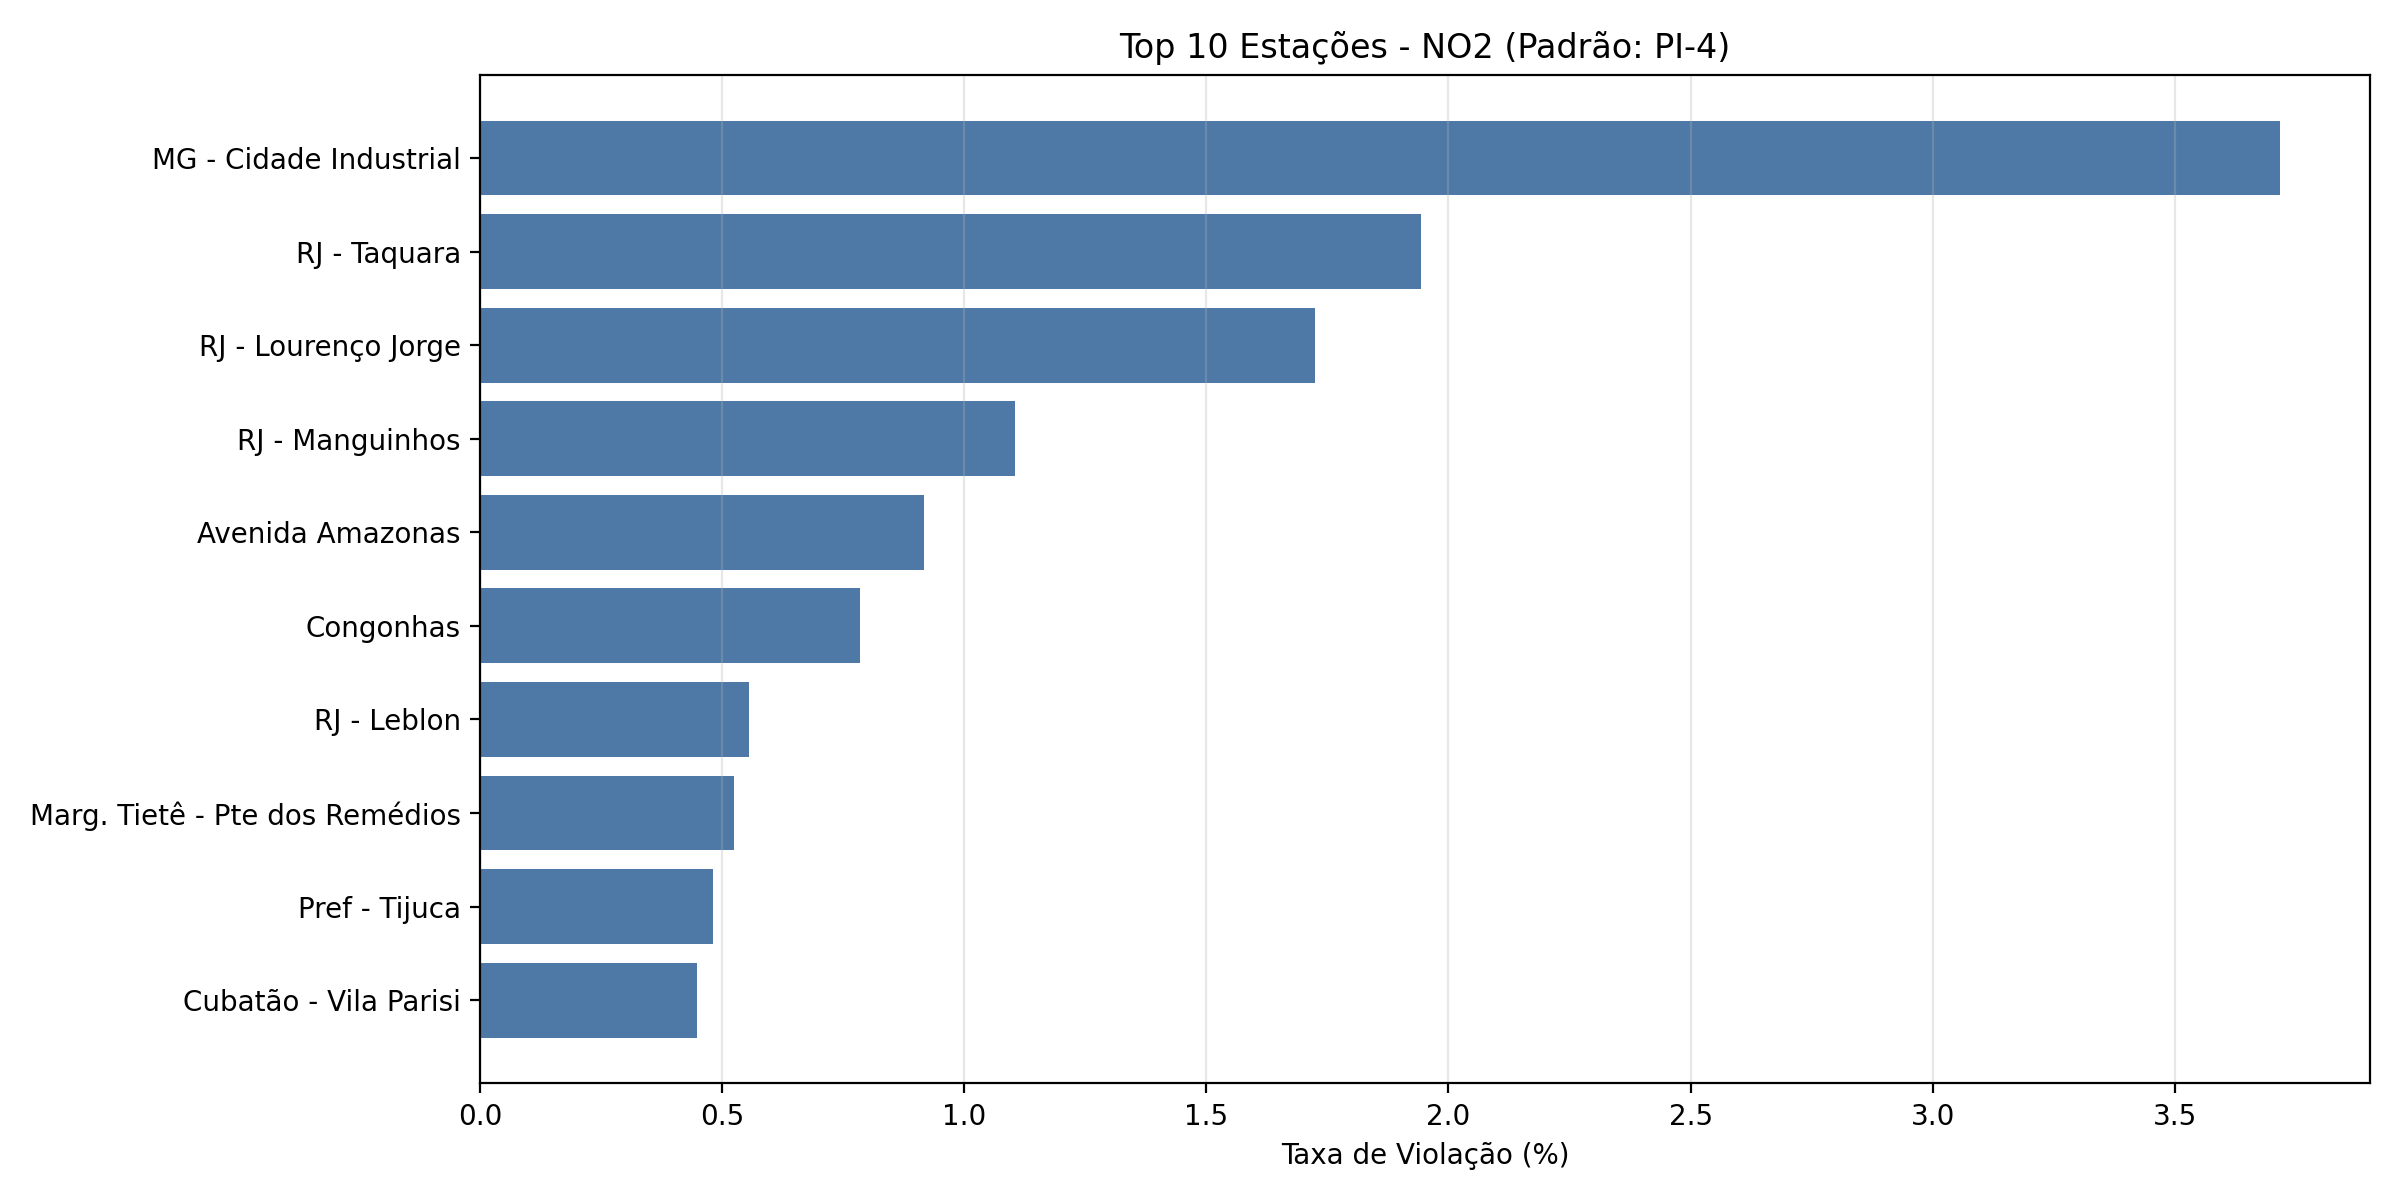 Top 10 Estações - NO2 (Padrão: PI-4)
MG - Cidade Industrial
RJ - Taquara
RJ - Lourenço Jorge
RJ - Manguinhos
Avenida Amazonas
Congonhas
RJ - Leblon
Marg. Tietê - Pte dos Remédios
Pref - Tijuca
Cubatão - Vila Parisi
0.0 0.5 1.0 1.5 2.0 2.5 3.0 3.5
Taxa de Violação (%)